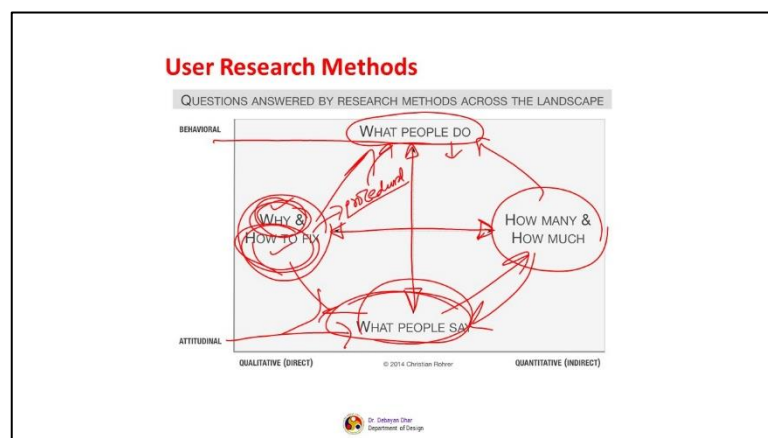 User Research Methods
QUESTIONS ANSWERED BY RESEARCH METHODS ACROSS THE LANDSCAPE
BEHAVIORAL
WHAT PEOPLE DO
procedural
WHY &
HOW TO FIX
HOW MANY &
HOW MUCH
WHAT PEOPLE SAY
ATTITUDINAL
QUALITATIVE (DIRECT)
© 2014 Christian Rohrer
QUANTITATIVE (INDIRECT)
Dr. Debayan Dhar
Department of Design